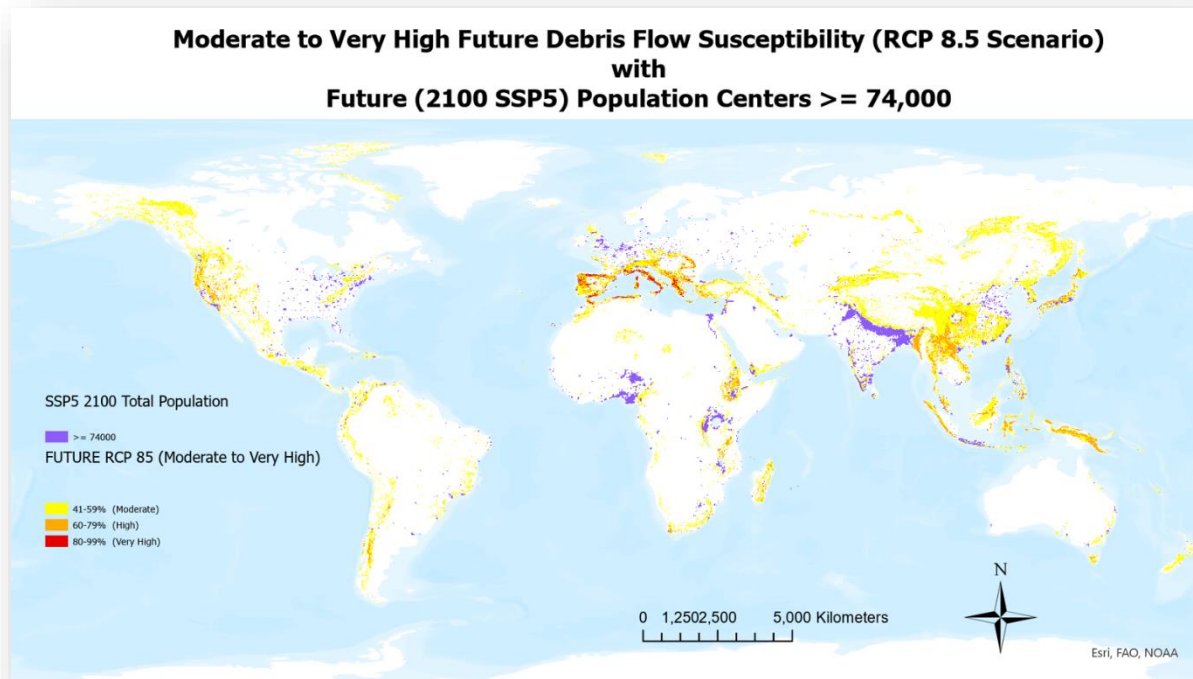 Moderate to Very High Future Debris Flow Susceptibility (RCP 8.5 Scenario)
with
Future (2100 SSP5) Population Centers >= 74,000
SSP5 2100 Total Population
>= 74000
FUTURE RCP 85 (Moderate to Very High)
41-59% (Moderate)
60-79% (High)
80-99% (Very High)
0 1,2502,500 5,000 Kilometers
N
Esri, FAO, NOAA